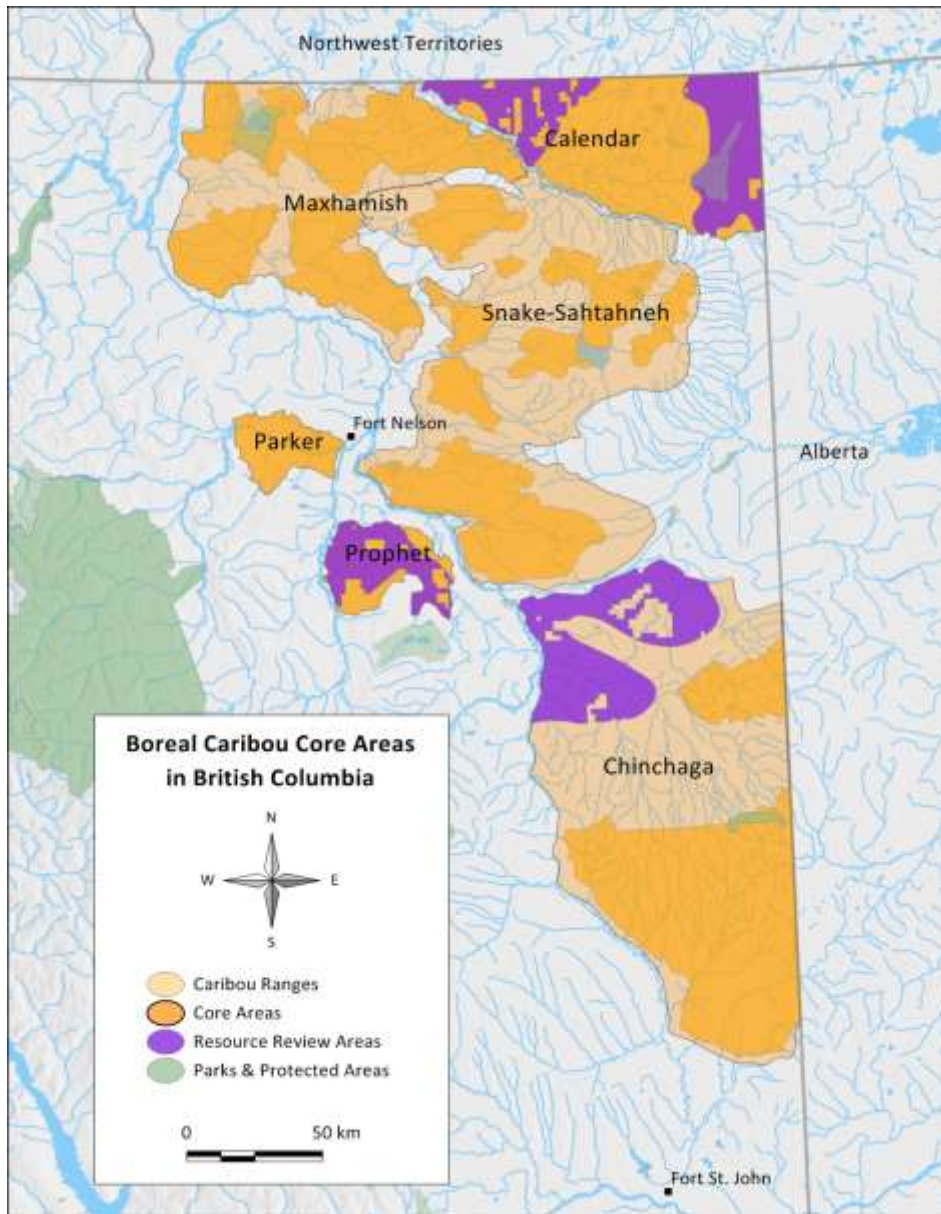 Northwest Territories
Calendar
Maxhamish
Snake-Sahtahneh
Fort Nelson
Parker
Alberta
Prophet
Chinchaga
Boreal Caribou Core Areas
in British Columbia
N
W
E
S
Caribou Ranges
Core Areas
Resource Review Areas
Parks & Protected Areas
0
50 km
Fort St. John